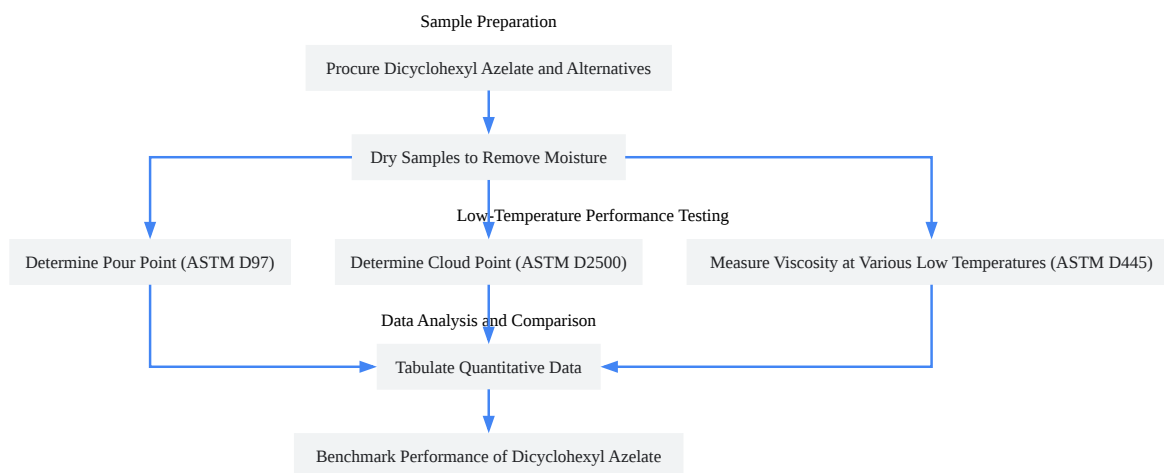 Sample Preparation
Procure Dicyclohexyl Azelate and Alternatives
Dry Samples to Remove Moisture
Low-Temperature Performance Testing
Determine Pour Point (ASTM D97)
Determine Cloud Point (ASTM D2500)
Measure Viscosity at Various Low Temperatures (ASTM D445)
Data Analysis and Comparison
Tabulate Quantitative Data
Benchmark Performance of Dicyclohexyl Azelate